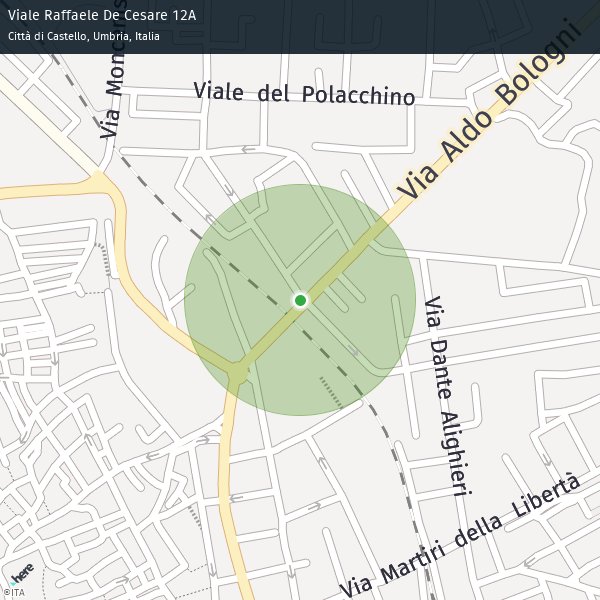 Viale Raffaele De Cesare 12A
Città di Castello, Umbria, Italia
Via Moncenis
Viale del Polacchino
Via Aldo Bologni
Via Dante Alighieri
Via Martiri della Libertà
here
©ITA